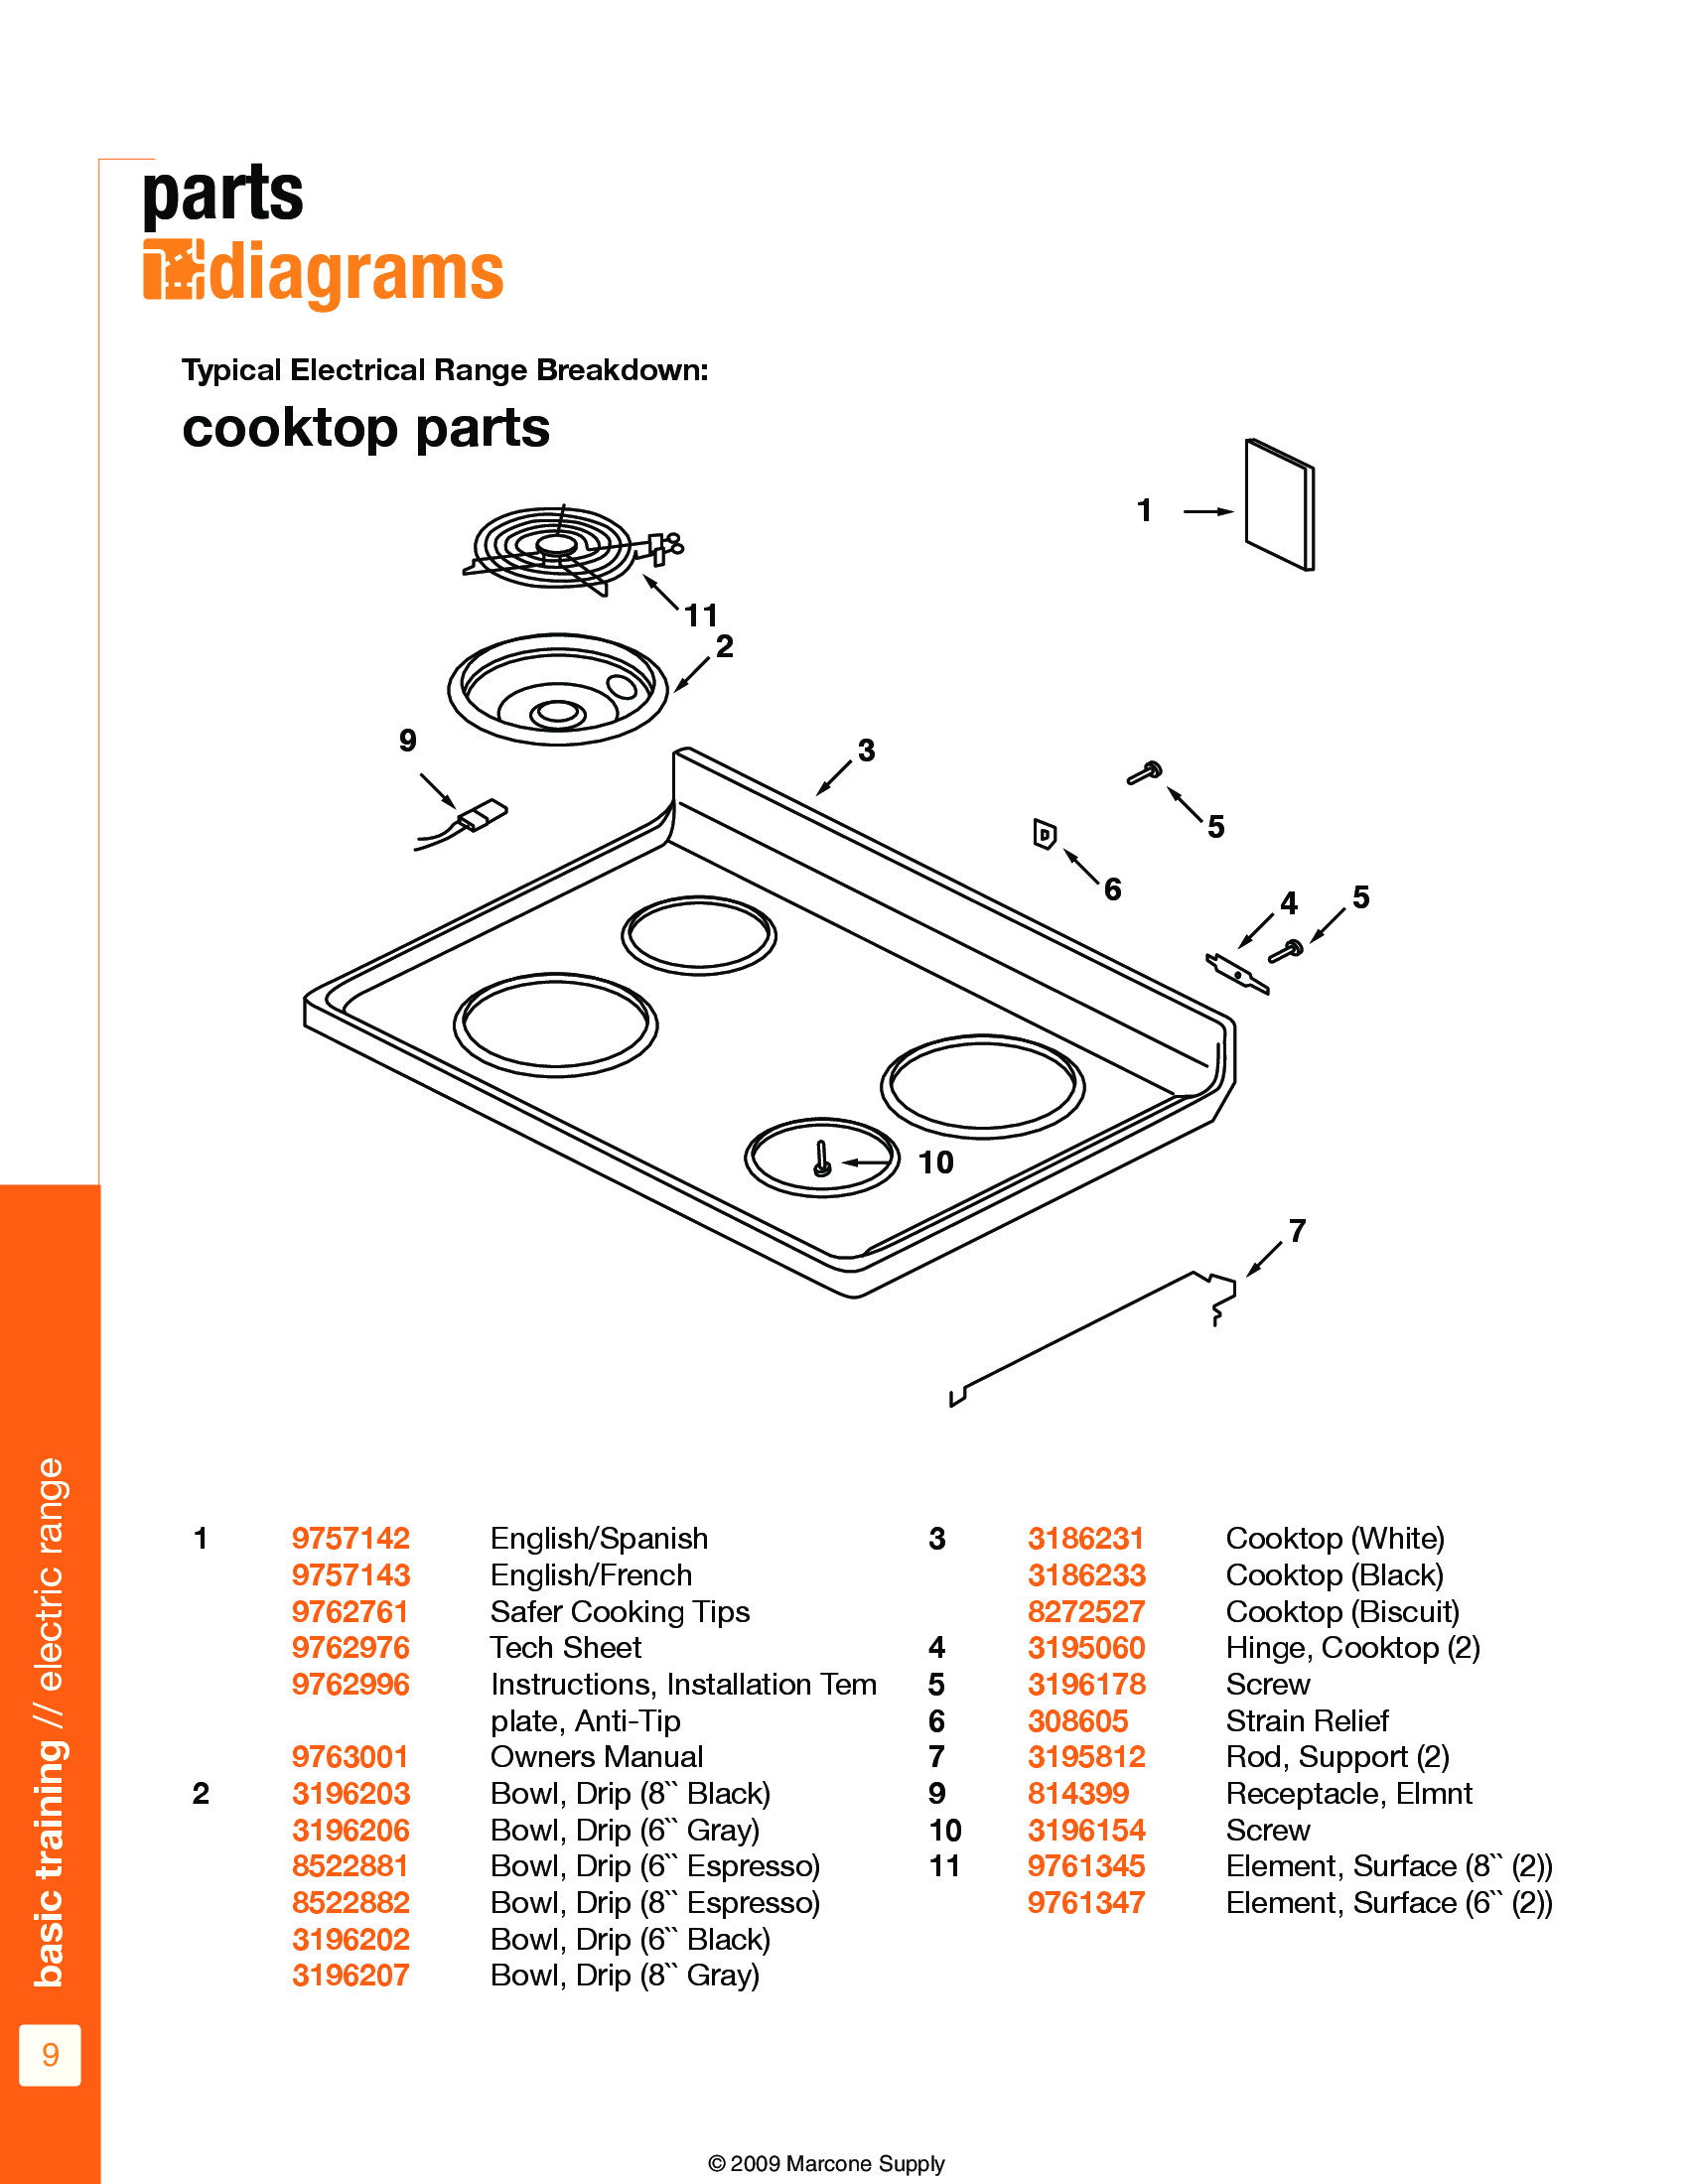 parts
diagrams
Typical Electrical Range Breakdown:
cooktop parts
1
11
2
9
3
5
6
4
5
10
7
1 9757142 English/Spanish
9757143 English/French
9762761 Safer Cooking Tips
9762976 Tech Sheet
9762996 Instructions, Installation Tem
plate, Anti-Tip
9763001 Owners Manual
2 3196203 Bowl, Drip (8`` Black)
3196206 Bowl, Drip (6`` Gray)
8522881 Bowl, Drip (6`` Espresso)
8522882 Bowl, Drip (8`` Espresso)
3196202 Bowl, Drip (6`` Black)
3196207 Bowl, Drip (8`` Gray)
3 3186231 Cooktop (White)
3186233 Cooktop (Black)
8272527 Cooktop (Biscuit)
4 3195060 Hinge, Cooktop (2)
5 3196178 Screw
6 308605 Strain Relief
7 3195812 Rod, Support (2)
9 814399 Receptacle, Elmnt
10 3196154 Screw
11 9761345 Element, Surface (8`` (2))
9761347 Element, Surface (6`` (2))
basic training // electric range
9
© 2009 Marcone Supply